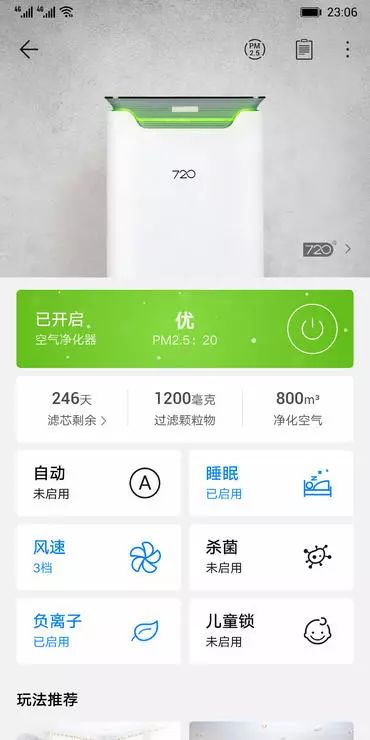 4G 4G 23:06
PM 2.5
720
720
已开启
空气净化器
优
PM2.5：20
246天
滤芯剩余
1200毫克
过滤颗粒物
800m³
净化空气
自动
未启用
A
睡眠
已启用
风速
3档
杀菌
未启用
负离子
已启用
儿童锁
未启用
玩法推荐